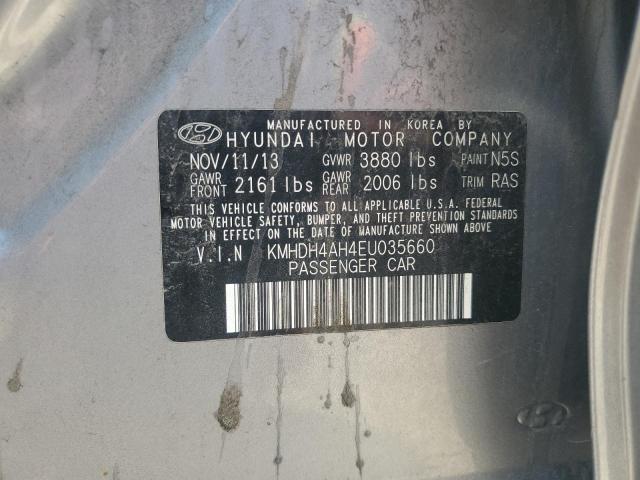 MANUFACTURED IN KOREA BY
HYUNDAI MOTOR COMPANY
NOV/11/13 GVWR 3880 lbs PAINT N5S
GAWR FRONT 2161 lbs GAWR REAR 2006 lbs TRIM RAS
THIS VEHICLE CONFORMS TO ALL APPLICABLE U.S.A. FEDERAL
MOTOR VEHICLE SAFETY, BUMPER, AND THEFT PREVENTION STANDARDS
IN EFFECT ON THE DATE OF MANUFACTURE SHOWN ABOVE
V.I.N KMHDH4AH4EU035660
PASSENGER CAR